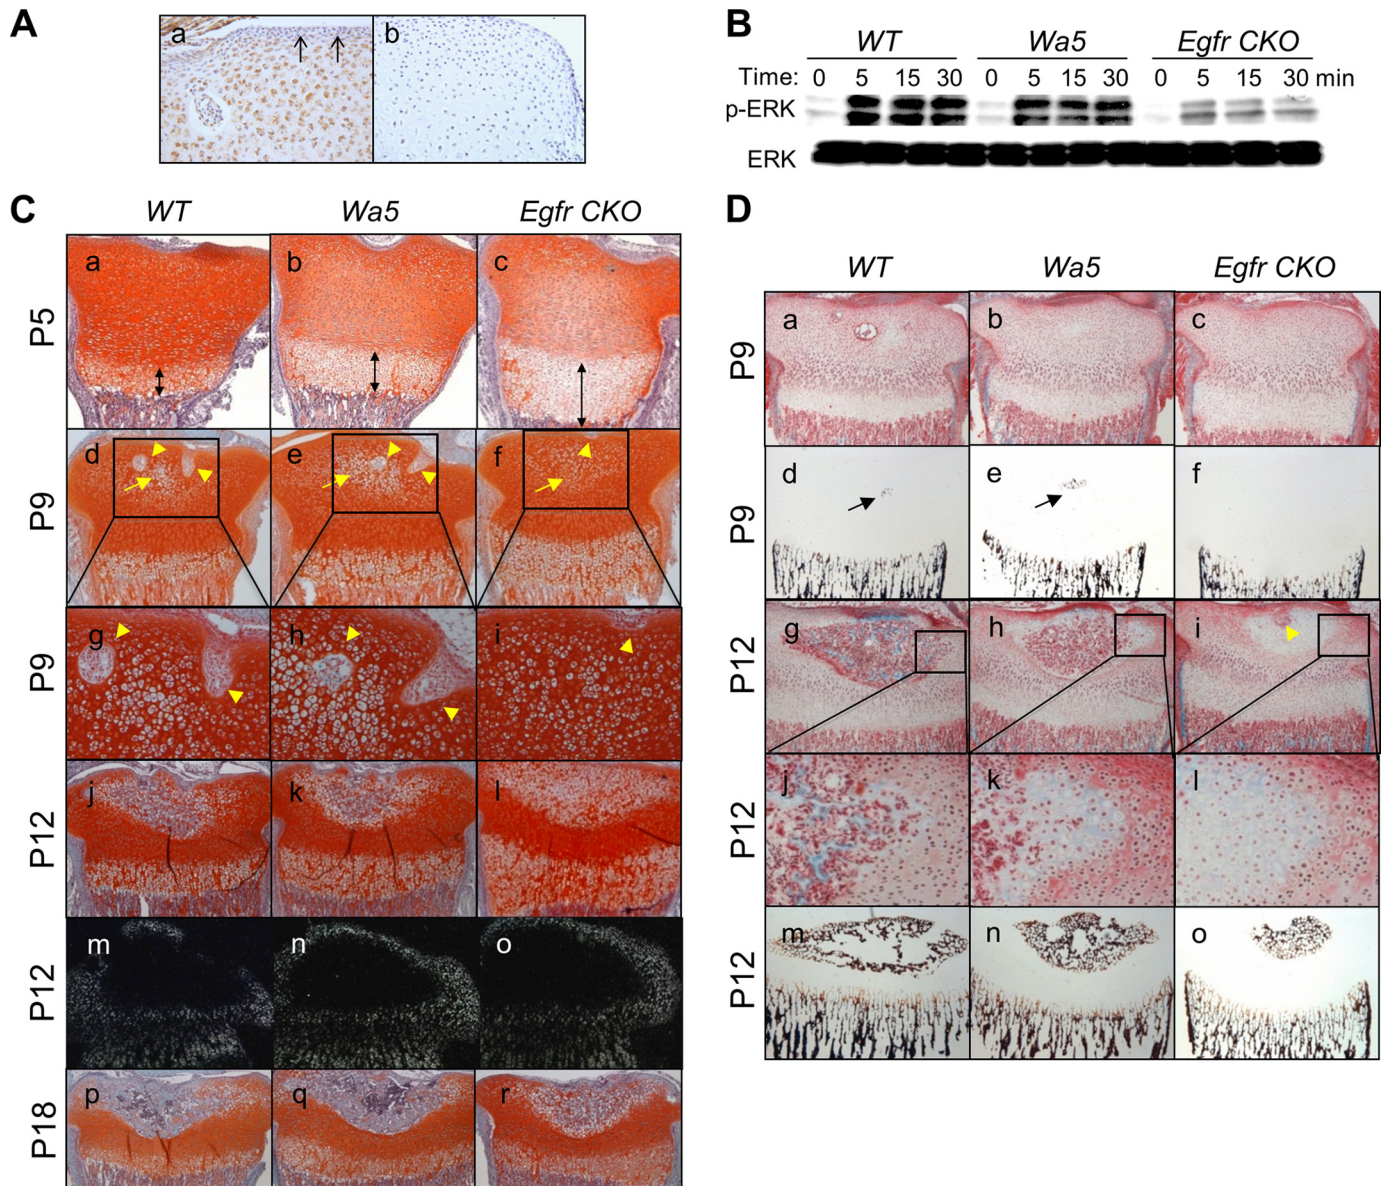 A
a
b
B
WT Wa5 Egfr CKO
Time: 0 5 15 30 0 5 15 30 0 5 15 30 min
p-ERK
ERK
C
WT Wa5 Egfr CKO
P5
a b c
P9
d e f
P9
g h i
P12
j k l
P12
m n o
P18
p q r
D
WT Wa5 Egfr CKO
P9
a b c
P9
d e f
P12
g h i
P12
j k l
P12
m n o